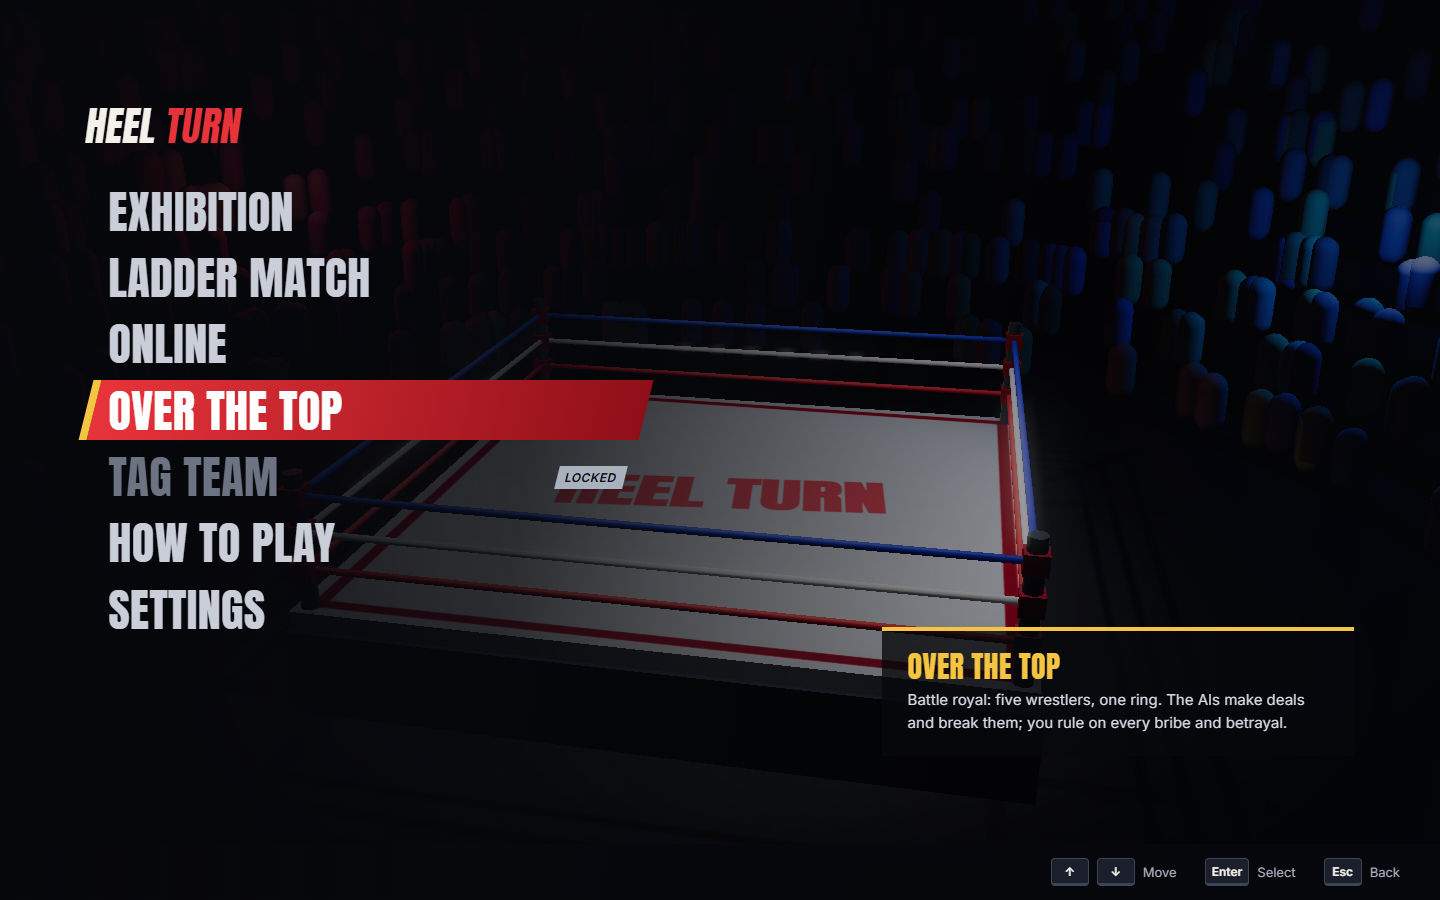 HEEL TURN
EXHIBITION
LADDER MATCH
ONLINE
OVER THE TOP
TAG TEAM
LOCKED
HEEL TURN
HOW TO PLAY
SETTINGS
OVER THE TOP
Battle royal: five wrestlers, one ring. The AIs make deals
and break them; you rule on every bribe and betrayal.
↑ ↓ Move Enter Select Esc Back